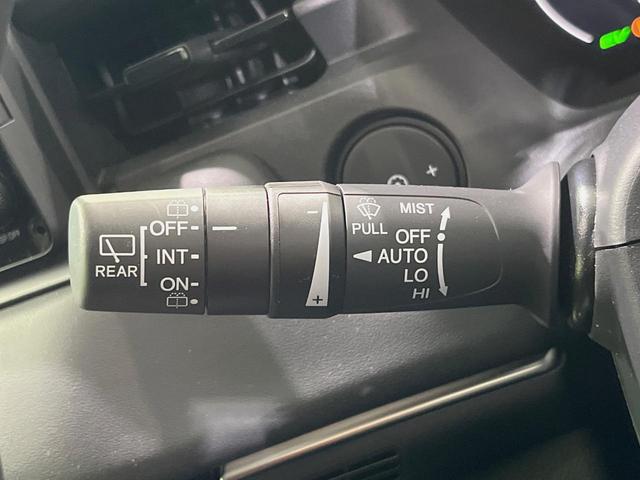 REAR
OFF
INT
ON
−
+
PULL
MIST
OFF
AUTO
LO
HI